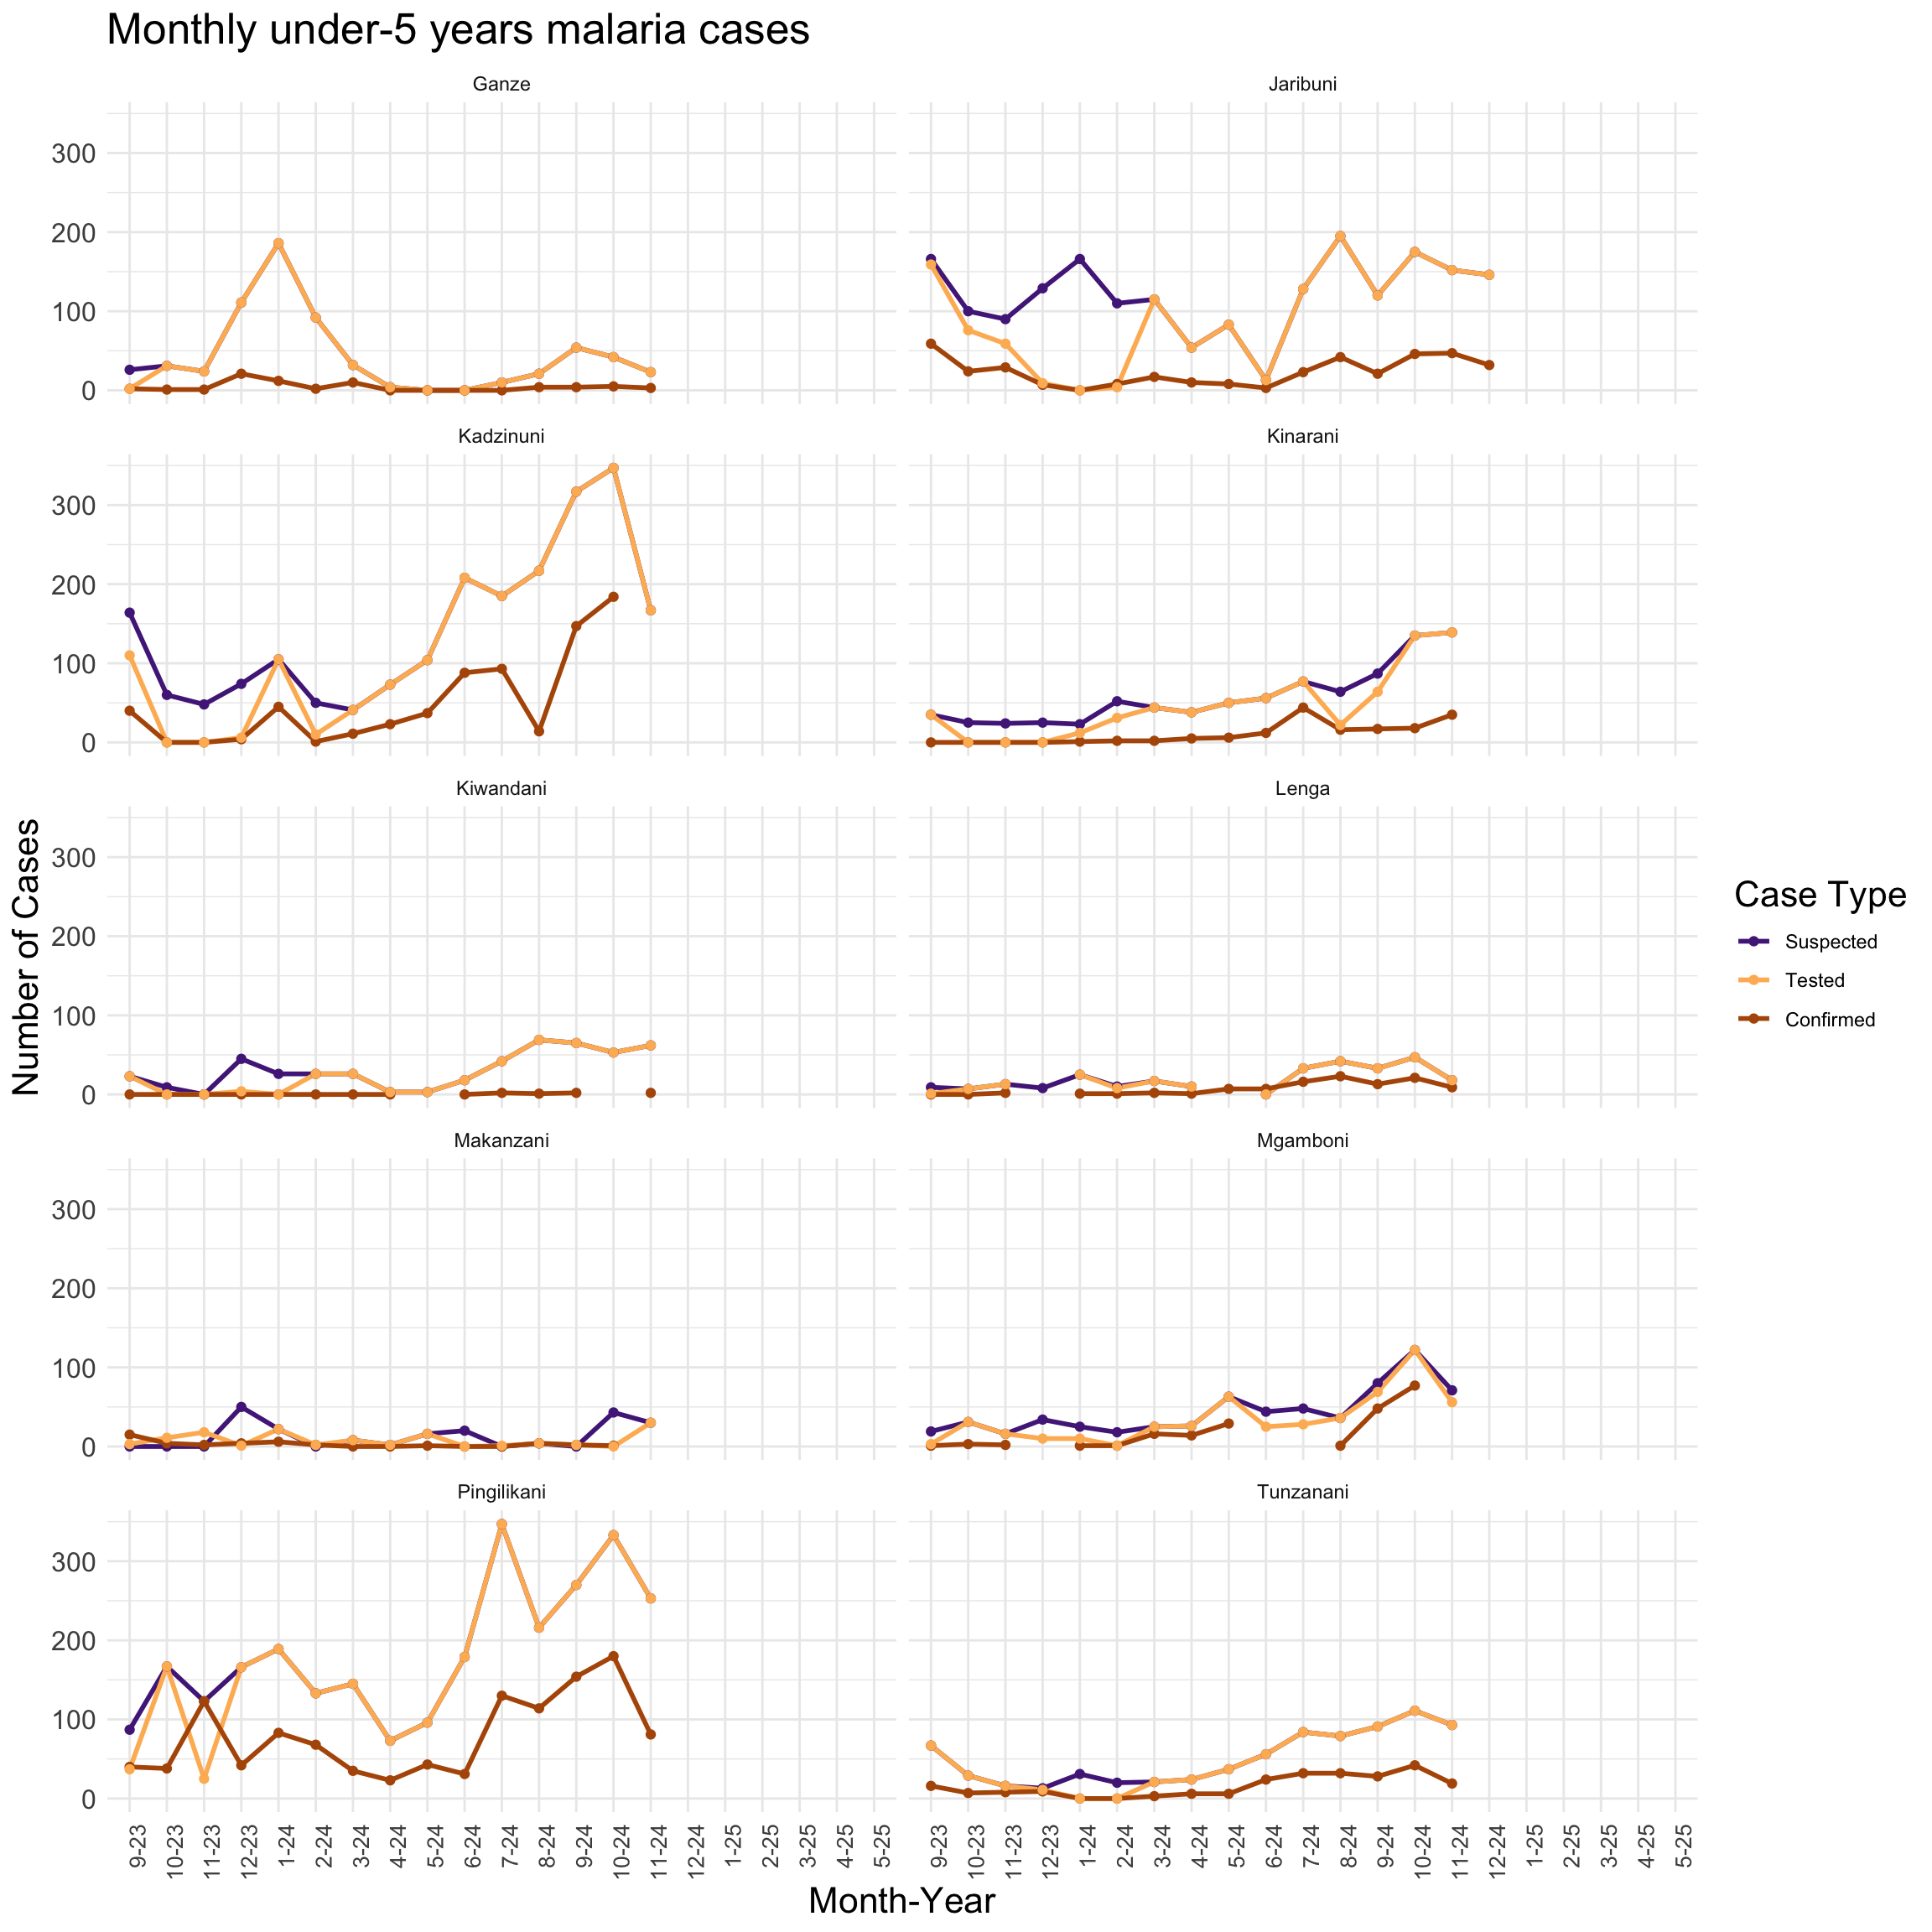 Monthly under-5 years malaria cases
Ganze
Jaribuni
300
200
100
0
Kadzinuni
Kinarani
300
200
100
0
Kiwandani
Lenga
300
200
100
0
Makanzani
Mgamboni
300
200
100
0
Pingilikani
Tunzanani
300
200
100
0
9-23 10-23 11-23 12-23 1-24 2-24 3-24 4-24 5-24 6-24 7-24 8-24 9-24 10-24 11-24 12-24 1-25 2-25 3-25 4-25 5-25
9-23 10-23 11-23 12-23 1-24 2-24 3-24 4-24 5-24 6-24 7-24 8-24 9-24 10-24 11-24 12-24 1-25 2-25 3-25 4-25 5-25
Month-Year
Number of Cases
Case Type
Suspected
Tested
Confirmed